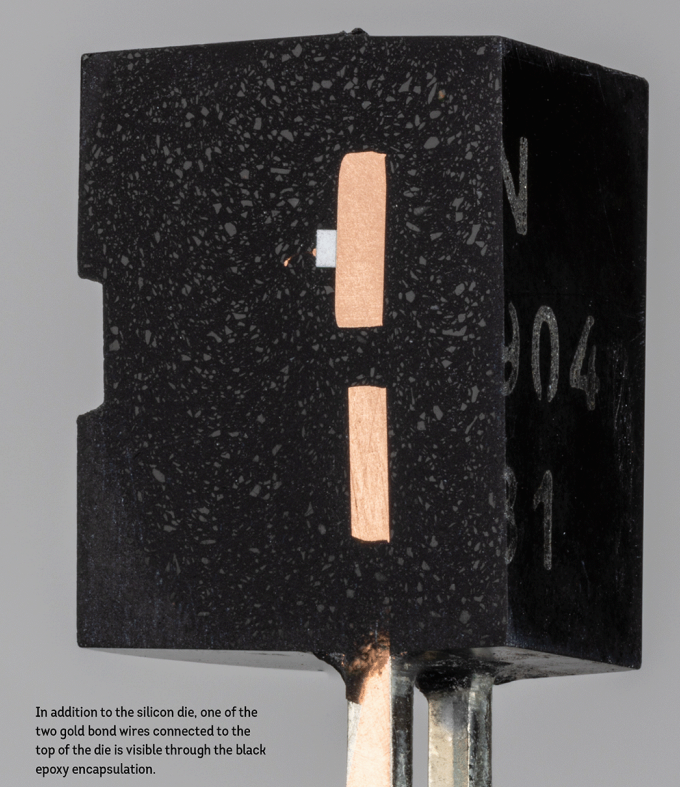 N
904
In addition to the silicon die, one of the
two gold bond wires connected to the
top of the die is visible through the black
epoxy encapsulation.